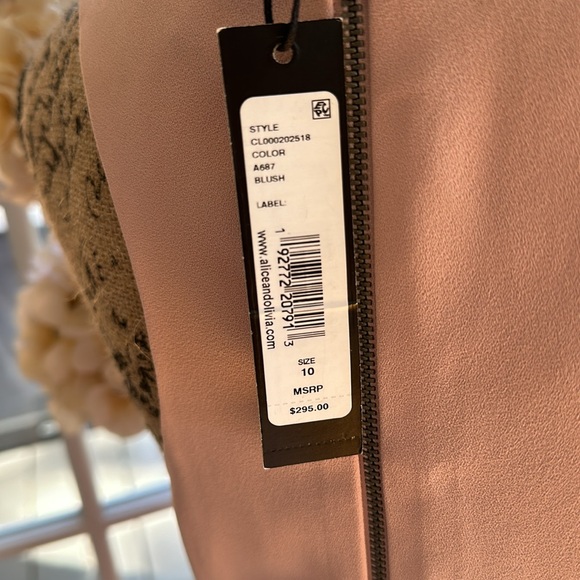 STYLE
CL000202518
COLOR
A687
BLUSH
LABEL:
1 92772 20791 3
www.aliceandolivia.com
SIZE
10
MSRP
$295.00